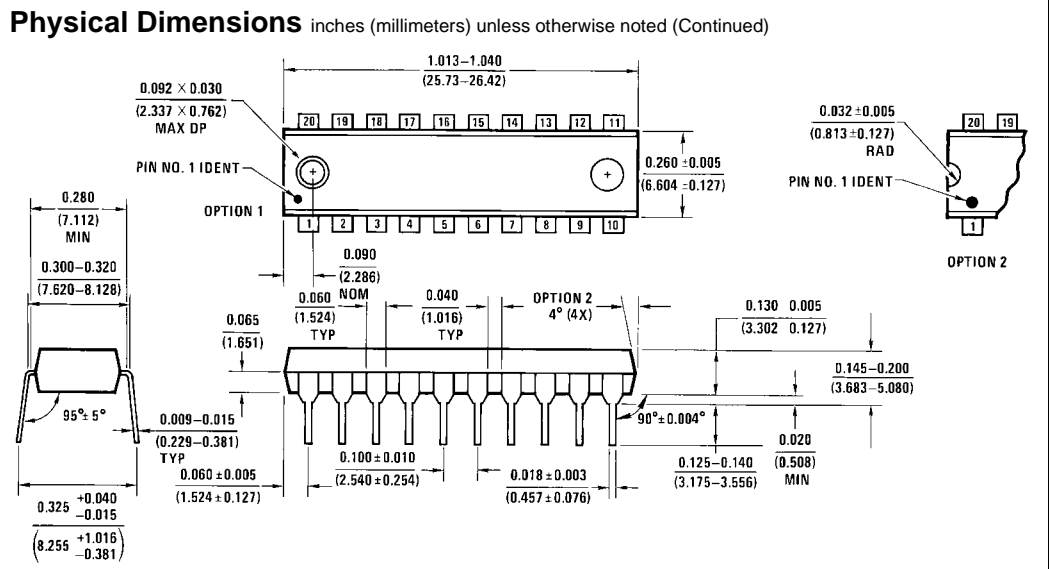 Physical Dimensions inches (millimeters) unless otherwise noted (Continued)
1.013–1.040
(25.73–26.42)
0.092 × 0.030
(2.337 × 0.762)
MAX DP
20 19 18 17 16 15 14 13 12 11
PIN NO. 1 IDENT
OPTION 1
1 2 3 4 5 6 7 8 9 10
0.260 ±0.005
(6.604 ±0.127)
0.032 ±0.005
(0.813 ±0.127)
RAD
20 19
PIN NO. 1 IDENT
1
OPTION 2
0.280
(7.112)
MIN
0.300–0.320
(7.620–8.128)
0.090
(2.286)
NOM
0.065
(1.651)
0.060
(1.524)
TYP
0.040
(1.016)
TYP
OPTION 2
4° (4X)
0.130 0.005
(3.302 0.127)
0.145–0.200
(3.683–5.080)
95°± 5°
0.009–0.015
(0.229–0.381)
TYP
90°±0.004°
0.020
(0.508)
MIN
0.125–0.140
(3.175–3.556)
0.100 ±0.010
(2.540 ±0.254)
0.018 ±0.003
(0.457 ±0.076)
0.060 ±0.005
(1.524 ±0.127)
0.325 +0.040
−0.015
(8.255 +1.016
−0.381)